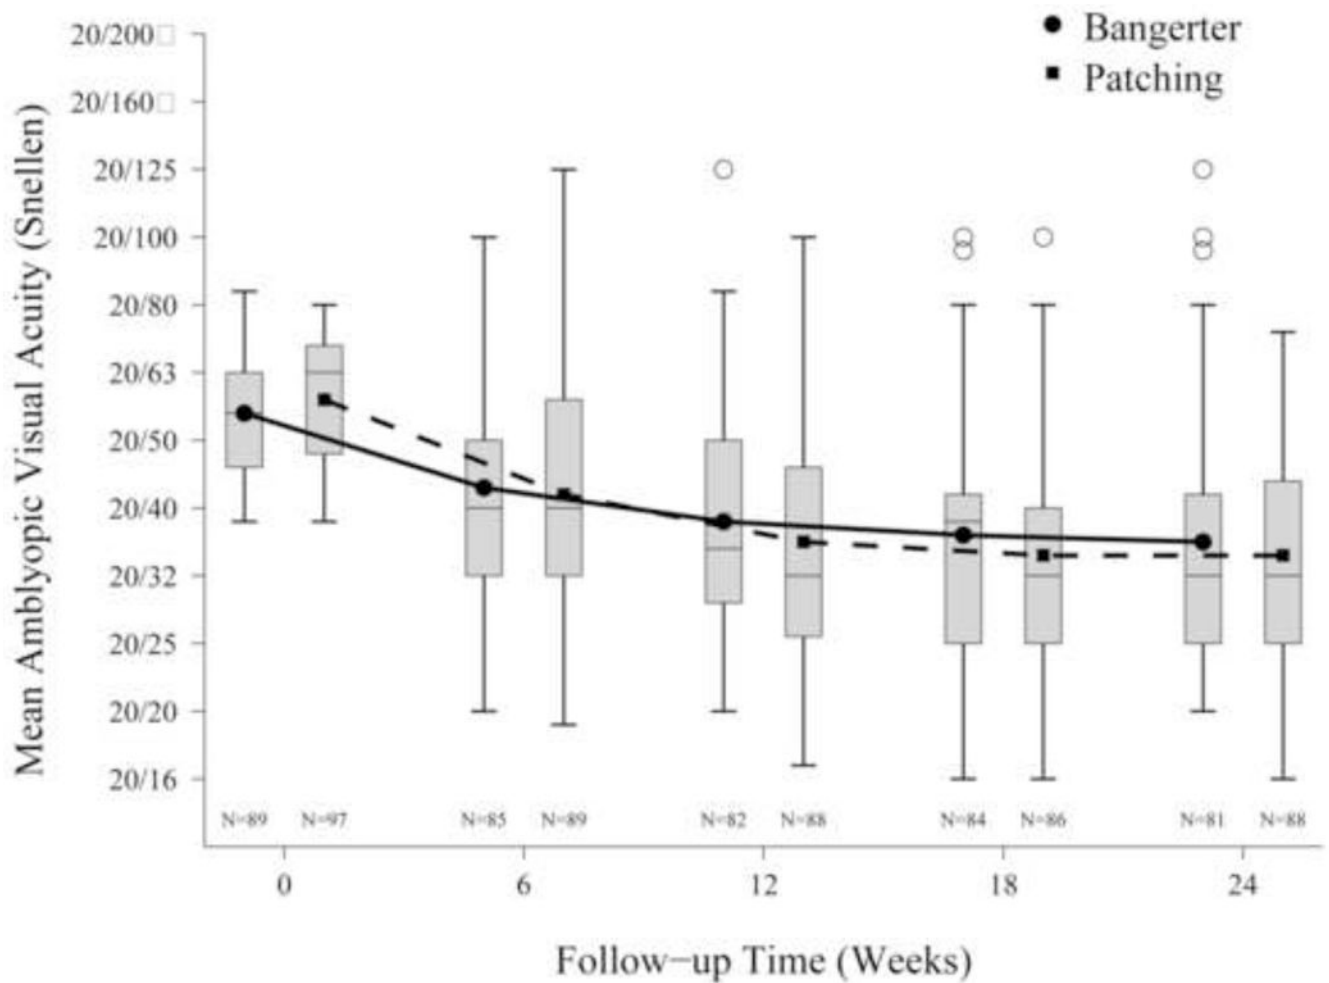 Bangerter
Patching
Mean Amblyopic Visual Acuity (Snellen)
20/200□
20/160□
20/125
20/100
20/80
20/63
20/50
20/40
20/32
20/25
20/20
20/16
N=89 N=97 N=85 N=89 N=82 N=88 N=84 N=86 N=81 N=88
0 6 12 18 24
Follow-up Time (Weeks)